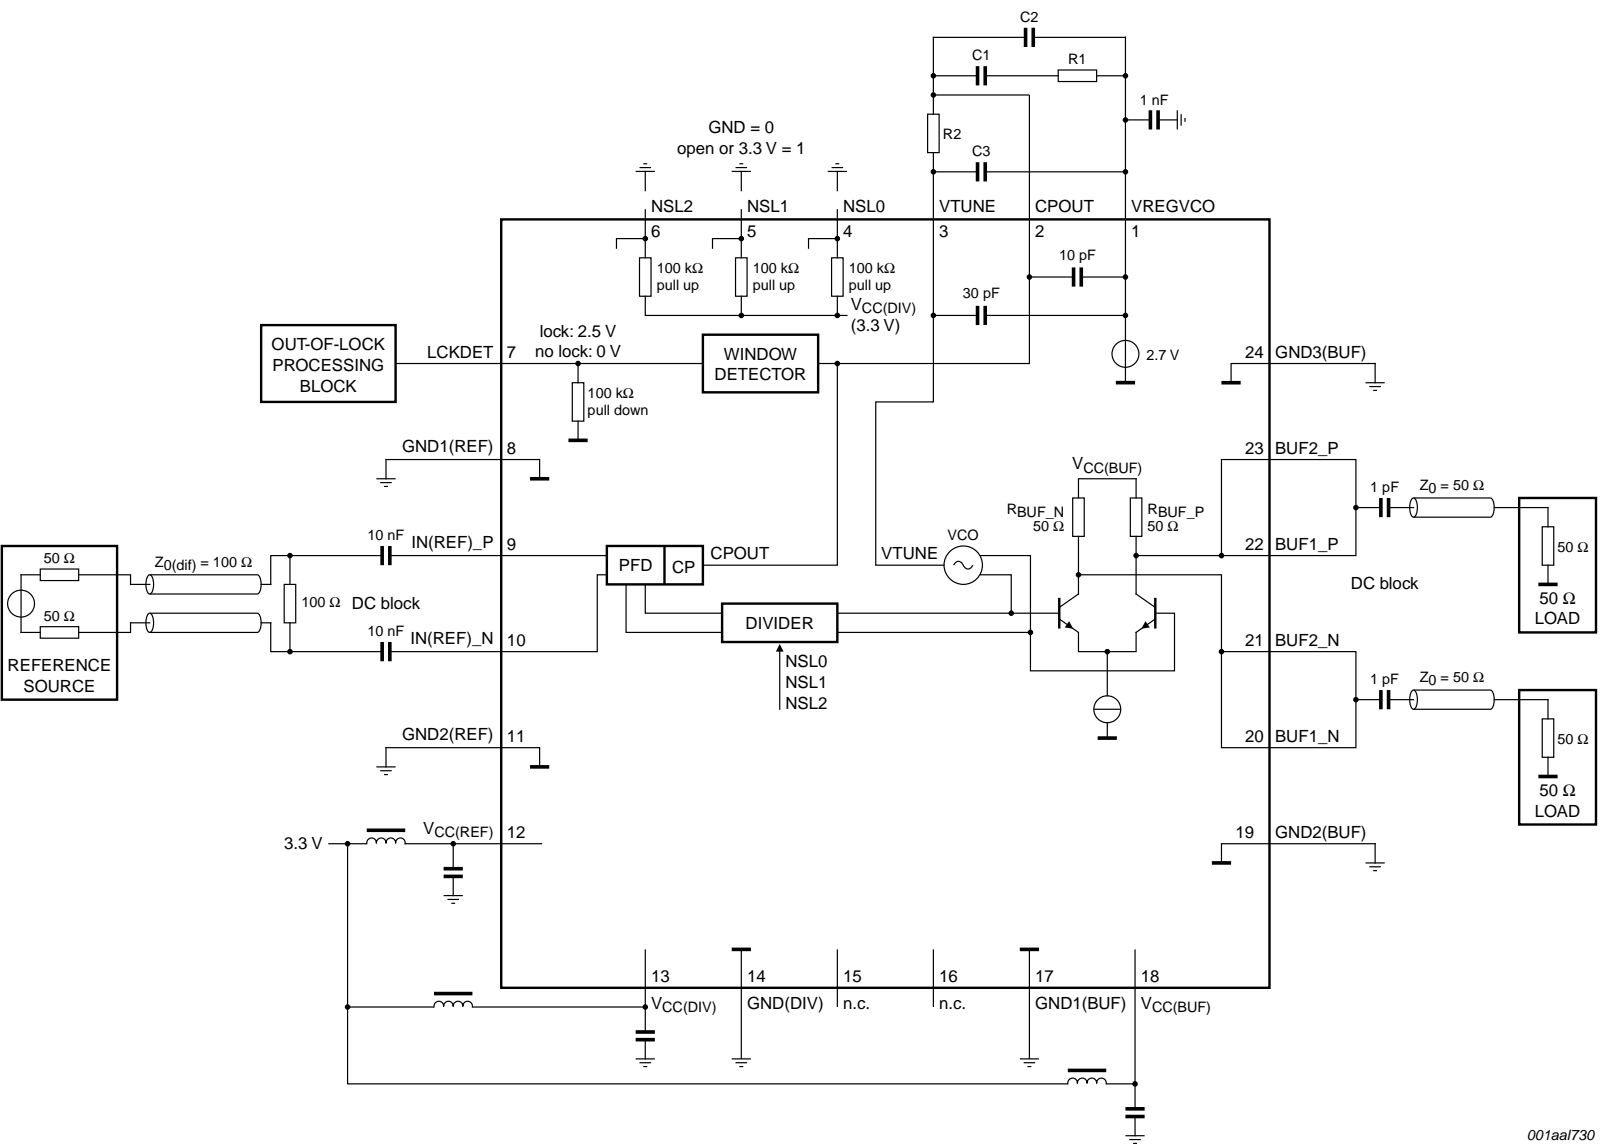 C2
C1
R1
1 nF
R2
C3
GND = 0
open or 3.3 V = 1
NSL2
NSL1
NSL0
VTUNE
CPOUT
VREGVCO
6
5
4
3
2
1
100 kΩ
pull up
100 kΩ
pull up
100 kΩ
pull up
10 pF
30 pF
VCC(DIV)
(3.3 V)
2.7 V
OUT-OF-LOCK
PROCESSING
BLOCK
LCKDET
7
lock: 2.5 V
no lock: 0 V
WINDOW
DETECTOR
100 kΩ
pull down
24
GND3(BUF)
GND1(REF)
8
23
BUF2_P
VCC(BUF)
RBUF_N
50 Ω
RBUF_P
50 Ω
1 pF
Z0 = 50 Ω
50 Ω
50 Ω
LOAD
22
BUF1_P
DC block
10 nF
IN(REF)_P
9
PFD
CP
CPOUT
VTUNE
VCO
50 Ω
Z0(dif) = 100 Ω
100 Ω
DC block
50 Ω
REFERENCE
SOURCE
10 nF
IN(REF)_N
10
DIVIDER
NSL0
NSL1
NSL2
21
BUF2_N
1 pF
Z0 = 50 Ω
50 Ω
50 Ω
LOAD
20
BUF1_N
GND2(REF)
11
3.3 V
VCC(REF)
12
19
GND2(BUF)
13
14
15
16
17
18
VCC(DIV)
GND(DIV)
n.c.
n.c.
GND1(BUF)
VCC(BUF)
001aal730